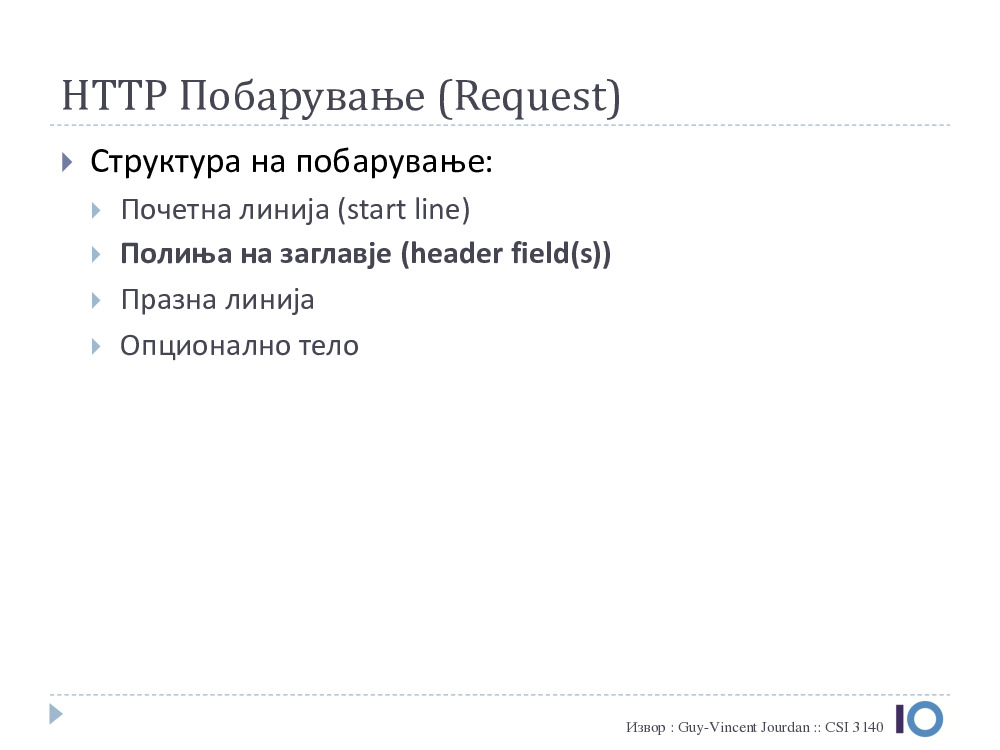 HTTP Побарување (Request)
Структура на побарување:
Почетна линија (start line)
Полиња на заглавје (header field(s))
Празна линија
Опционално тело
Извор : Guy-Vincent Jourdan :: CSI 3140